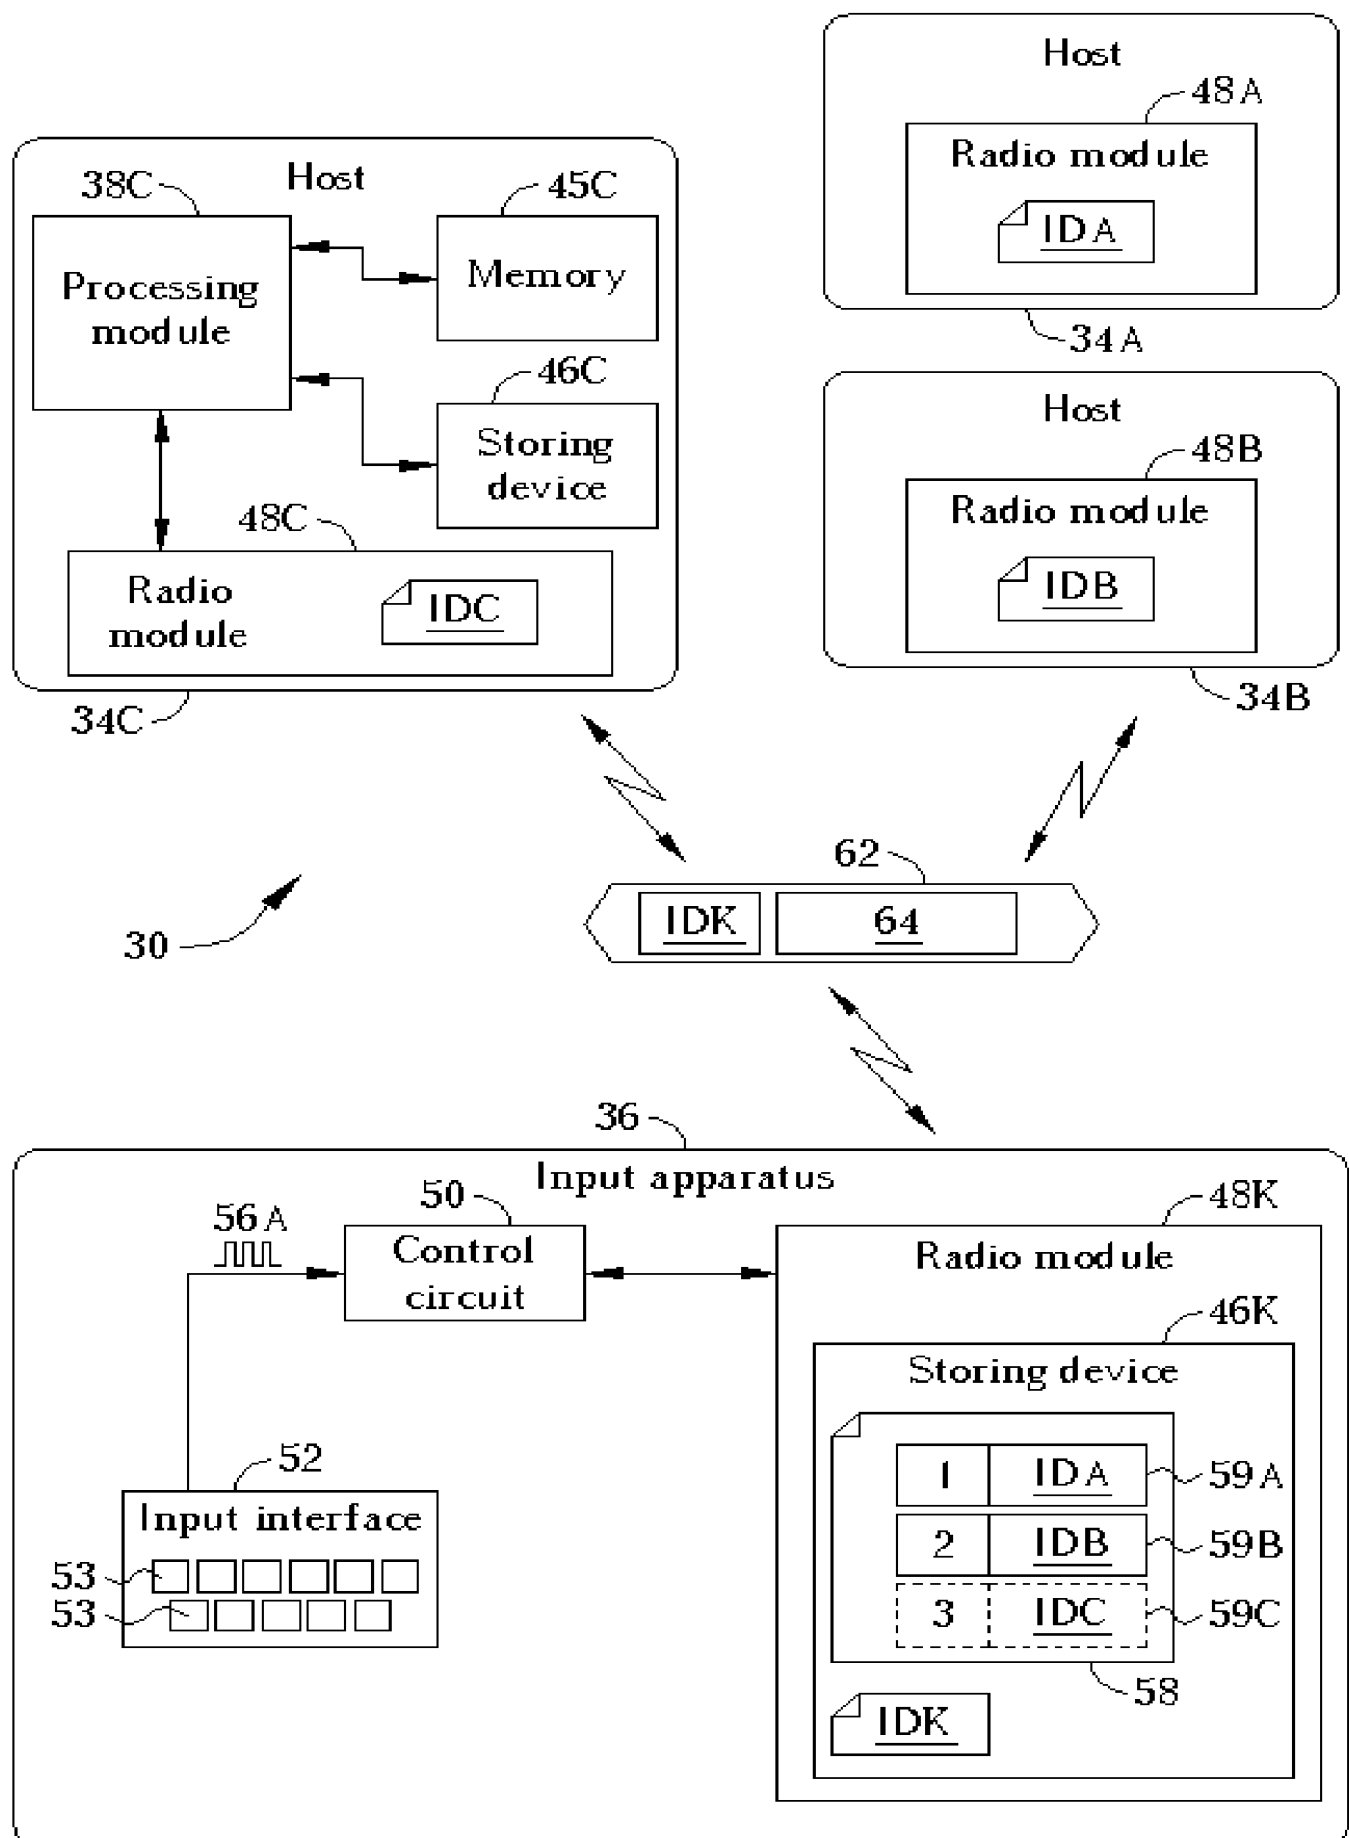 Host
48A
Radio module
IDA
34A
Host
38C
45C
Processing
module
Memory
46C
Storing
device
48C
Radio
module
IDC
34C
Host
48B
Radio module
IDB
34B
62
IDK
64
30
36
Input apparatus
50
56A
Control
circuit
48K
Radio module
46K
Storing device
1
IDA
59A
2
IDB
59B
3
IDC
59C
58
IDK
52
Input interface
53
53